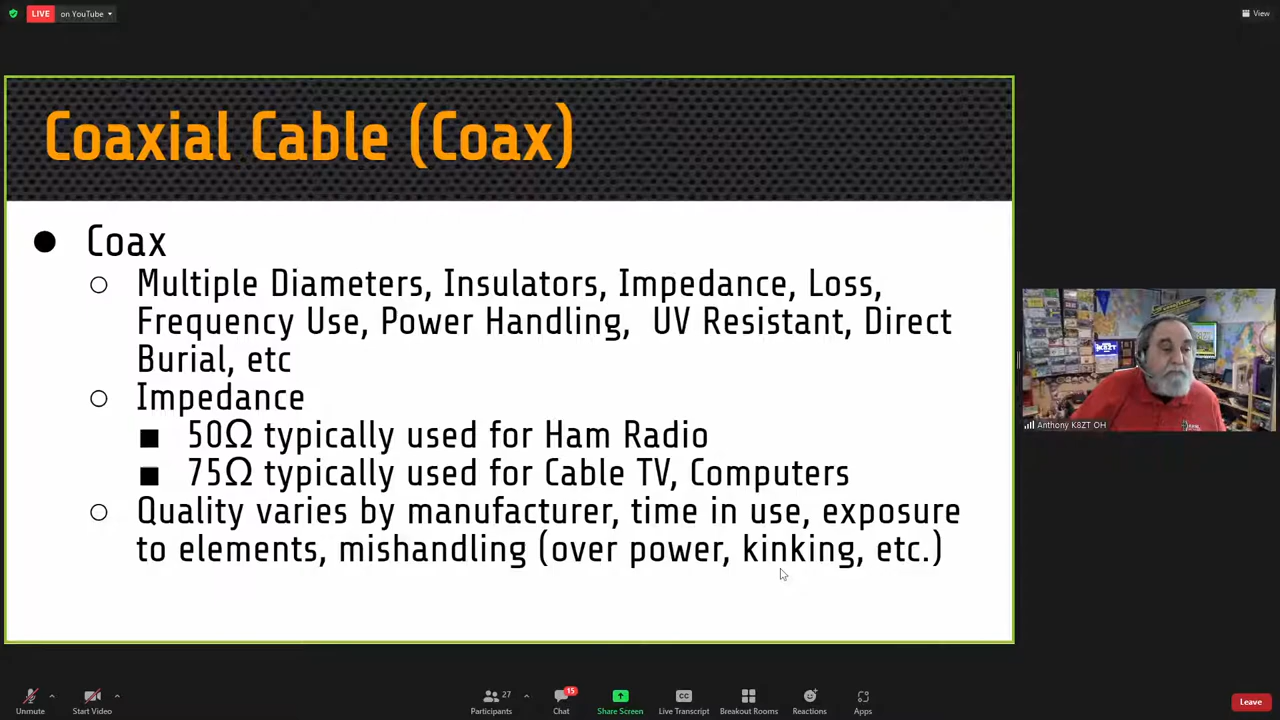 LIVE on YouTube
View
Coaxial Cable (Coax)
Coax
Multiple Diameters, Insulators, Impedance, Loss,
Frequency Use, Power Handling, UV Resistant, Direct
Burial, etc
Impedance
50Ω typically used for Ham Radio
75Ω typically used for Cable TV, Computers
Quality varies by manufacturer, time in use, exposure
to elements, mishandling (over power, kinking, etc.)
K8ZT
Anthony K8ZT OH
Unmute
Start Video
27
Participants
15
Chat
Share Screen
CC
Live Transcript
Breakout Rooms
Reactions
Apps
Leave